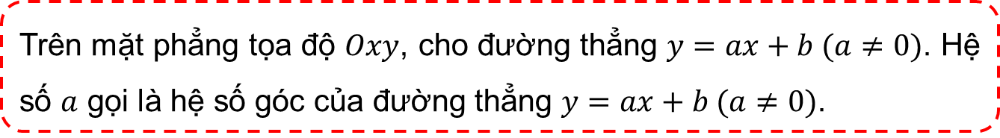 Trên mặt phẳng tọa độ Oxy, cho đường thẳng y = ax + b (a ≠ 0). Hệ
số a gọi là hệ số góc của đường thẳng y = ax + b (a ≠ 0).